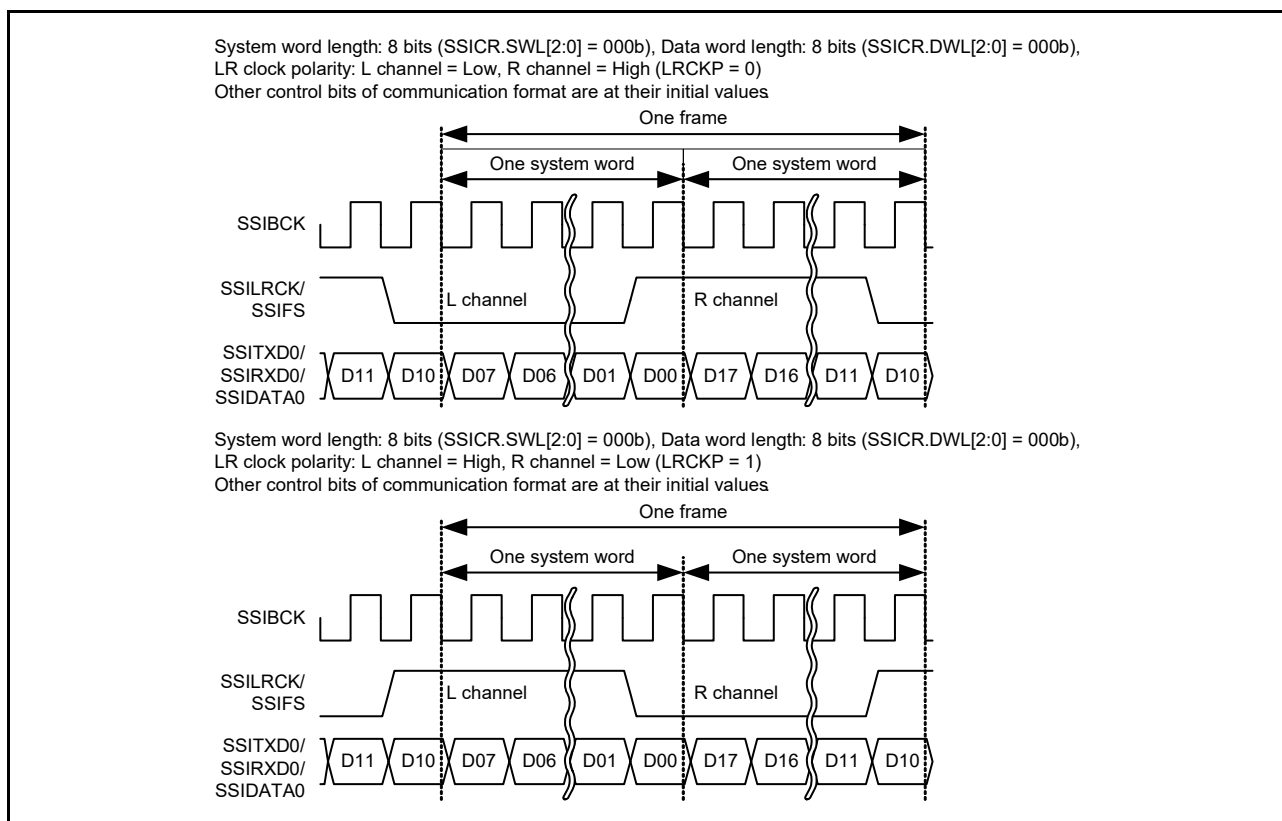 System word length: 8 bits (SSICR.SWL[2:0] = 000b), Data word length: 8 bits (SSICR.DWL[2:0] = 000b),
LR clock polarity: L channel = Low, R channel = High (LRCKP = 0)
Other control bits of communication format are at their initial values.
One frame
One system word One system word
SSIBCK
SSILRCK/
SSIFS
L channel R channel
SSITXD0/
SSIRXD0/
SSIDATA0
D11 D10 D07 D06 D01 D00 D17 D16 D11 D10
System word length: 8 bits (SSICR.SWL[2:0] = 000b), Data word length: 8 bits (SSICR.DWL[2:0] = 000b),
LR clock polarity: L channel = High, R channel = Low (LRCKP = 1)
Other control bits of communication format are at their initial values.
One frame
One system word One system word
SSIBCK
SSILRCK/
SSIFS
L channel R channel
SSITXD0/
SSIRXD0/
SSIDATA0
D11 D10 D07 D06 D01 D00 D17 D16 D11 D10